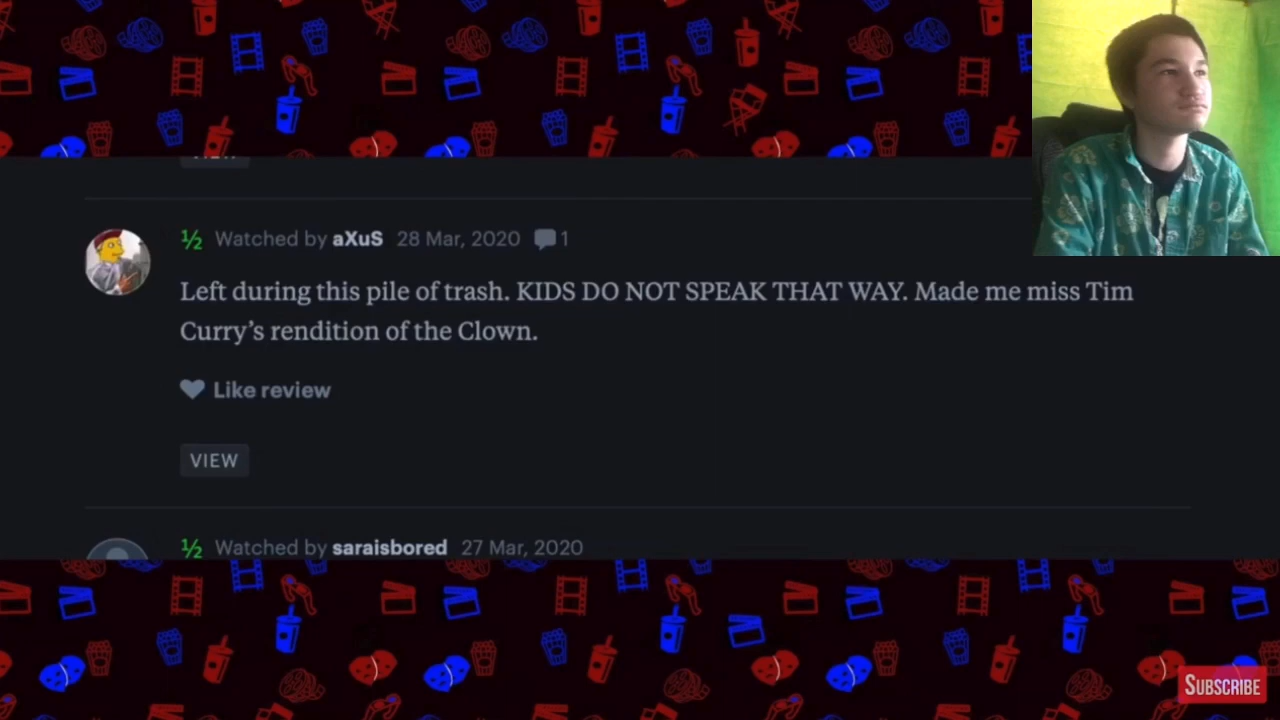 ½ Watched by aXuS 28 Mar, 2020 1
Left during this pile of trash. KIDS DO NOT SPEAK THAT WAY. Made me miss Tim
Curry’s rendition of the Clown.
Like review
VIEW
½ Watched by saraisbored 27 Mar, 2020
SUBSCRIBE